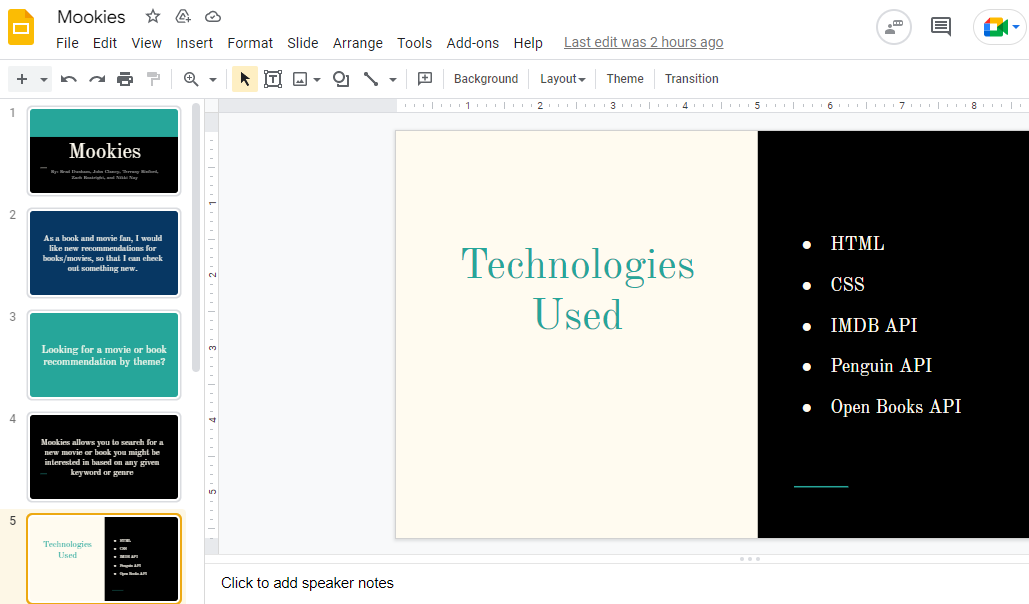 Mookies
File Edit View Insert Format Slide Arrange Tools Add-ons Help Last edit was 2 hours ago
Background Layout Theme Transition
1 2 3 4 5 6 7 8
1
Mookies
2
As a book and movie fan, I would
like new recommendations for
books/movies, so that I can check
out something new.
3
Looking for a movie or book
recommendation by theme?
4
Mookies allows you to search for a
new movie or book you might be
interested in based on any given
keyword or genre
5
Technologies
Used
HTML
CSS
IMDB API
Penguin API
Open Books API
1
2
3
4
5
Technologies
Used
● HTML
● CSS
● IMDB API
● Penguin API
● Open Books API
Click to add speaker notes